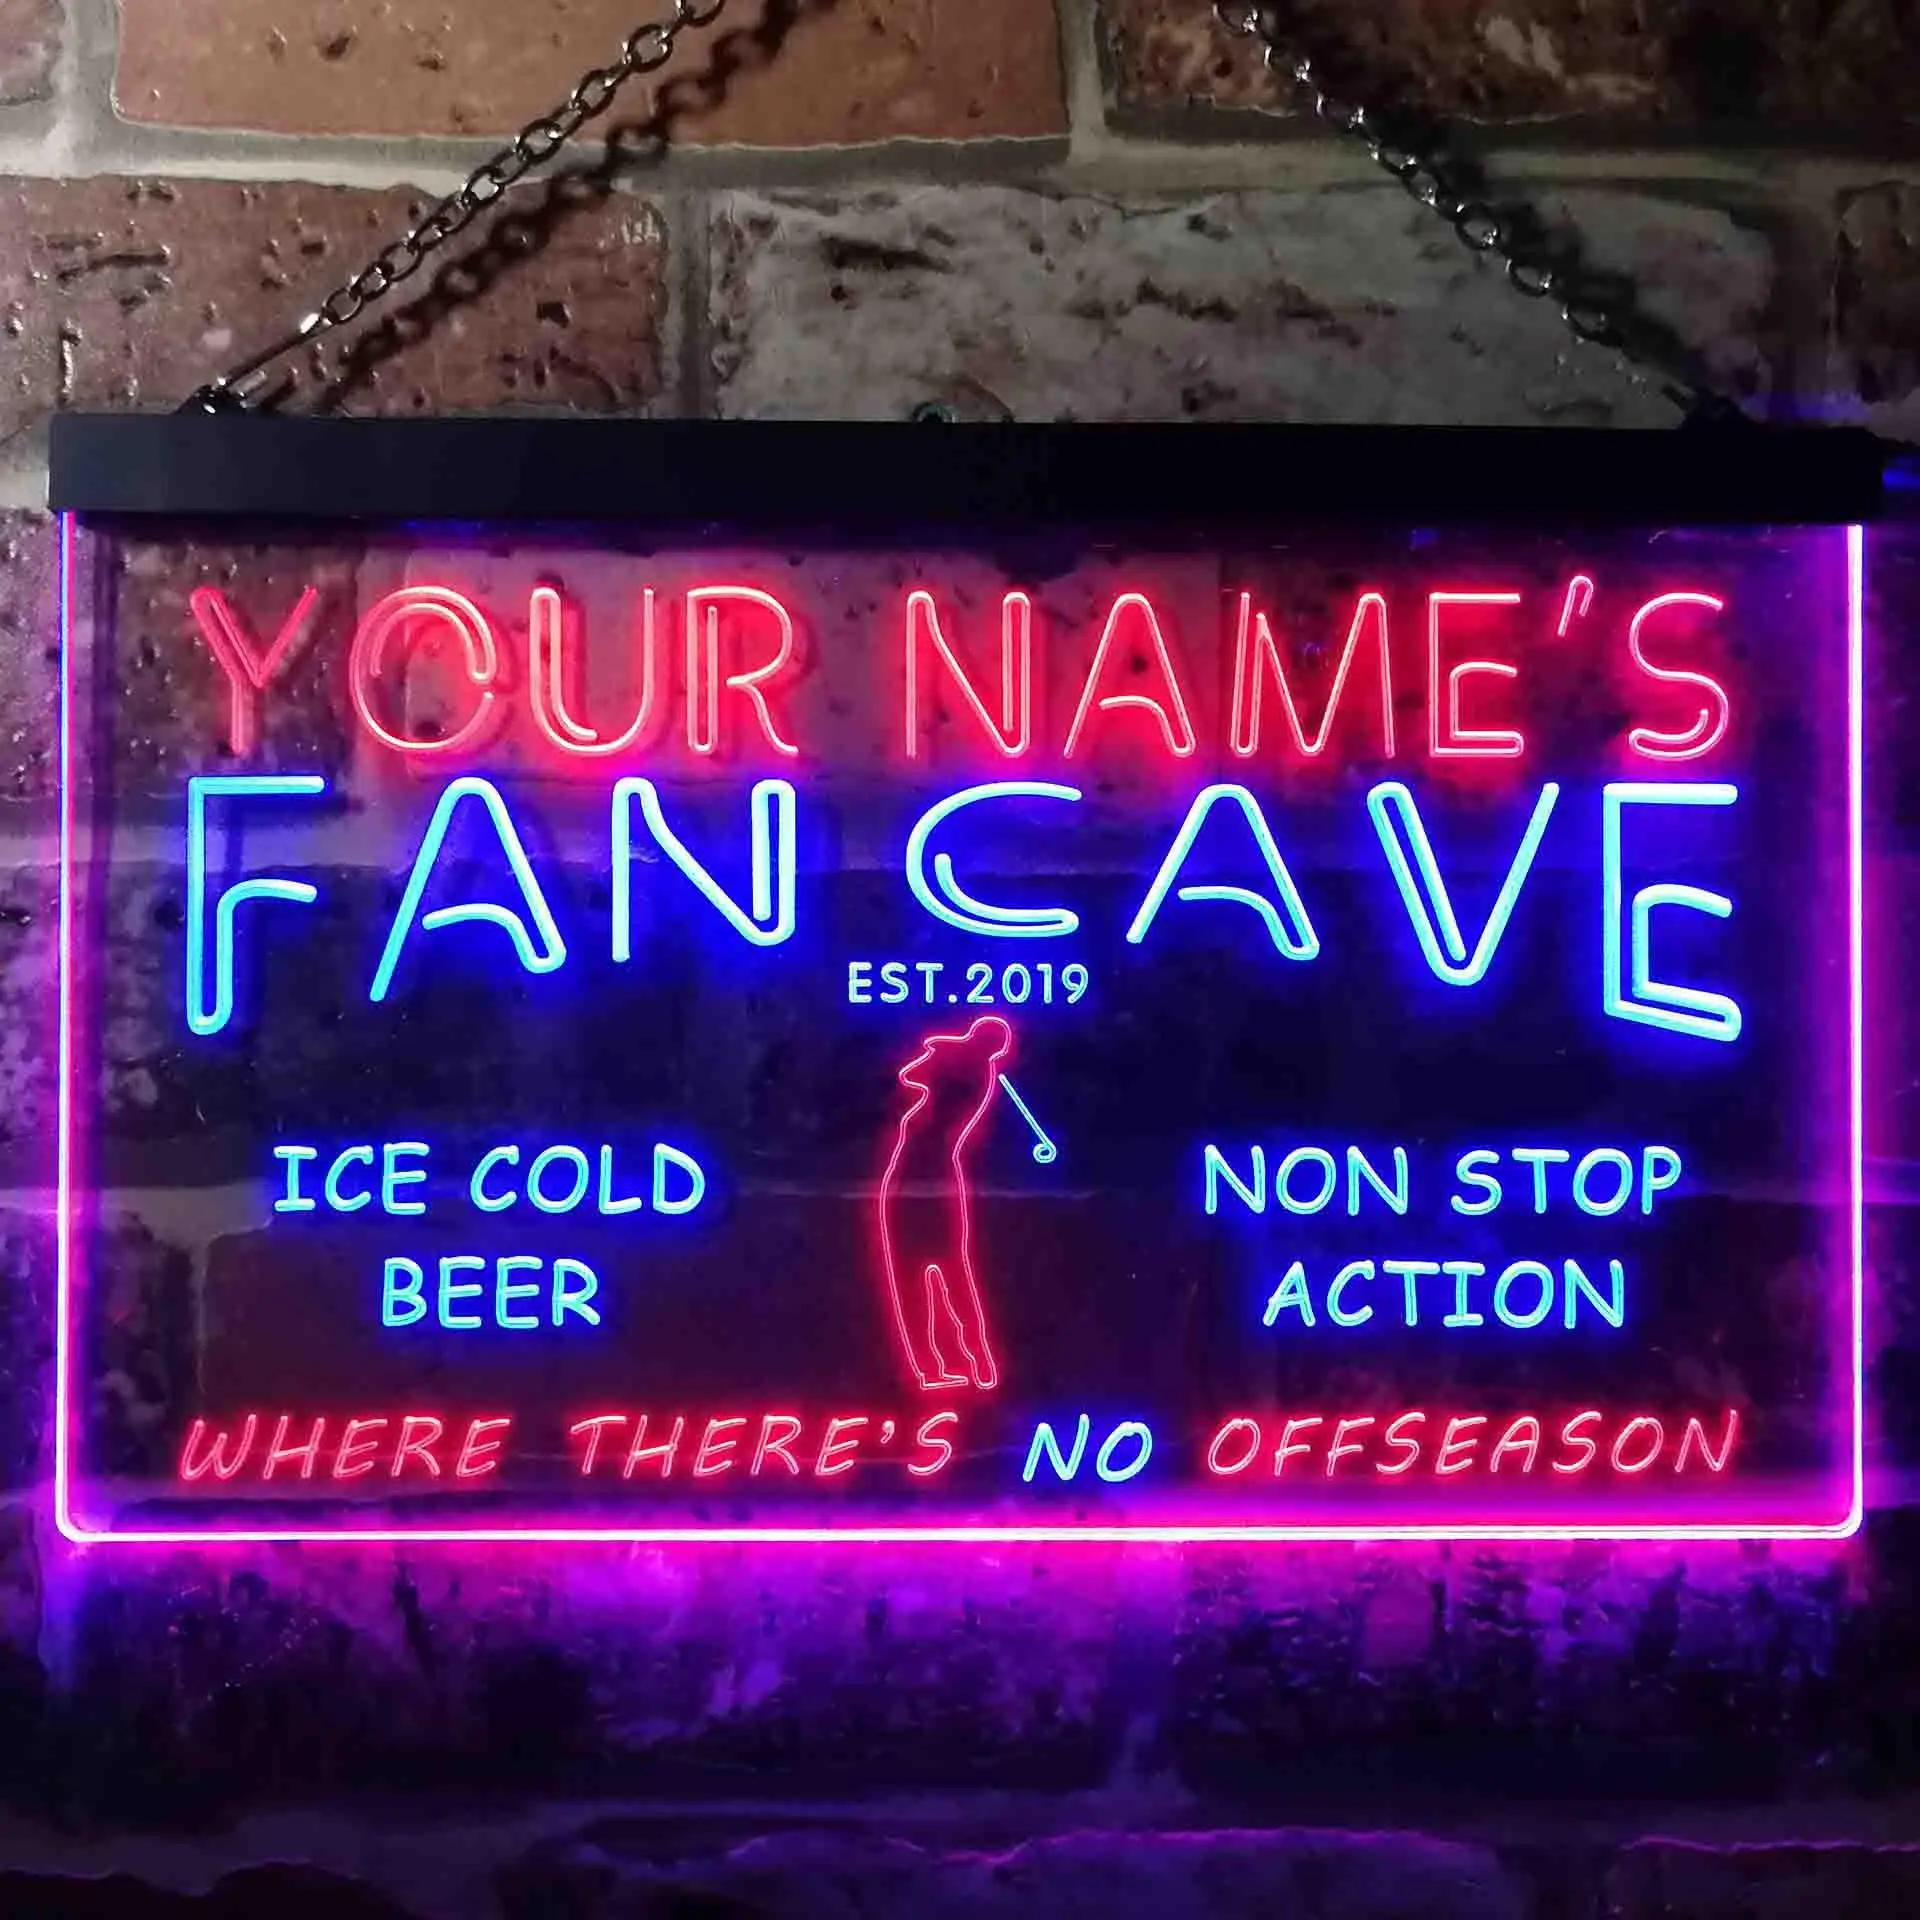 YOUR NAME'S
FAN CAVE
EST.2019
ICE COLD
BEER
NON STOP
ACTION
WHERE THERE'S NO OFFSEASON